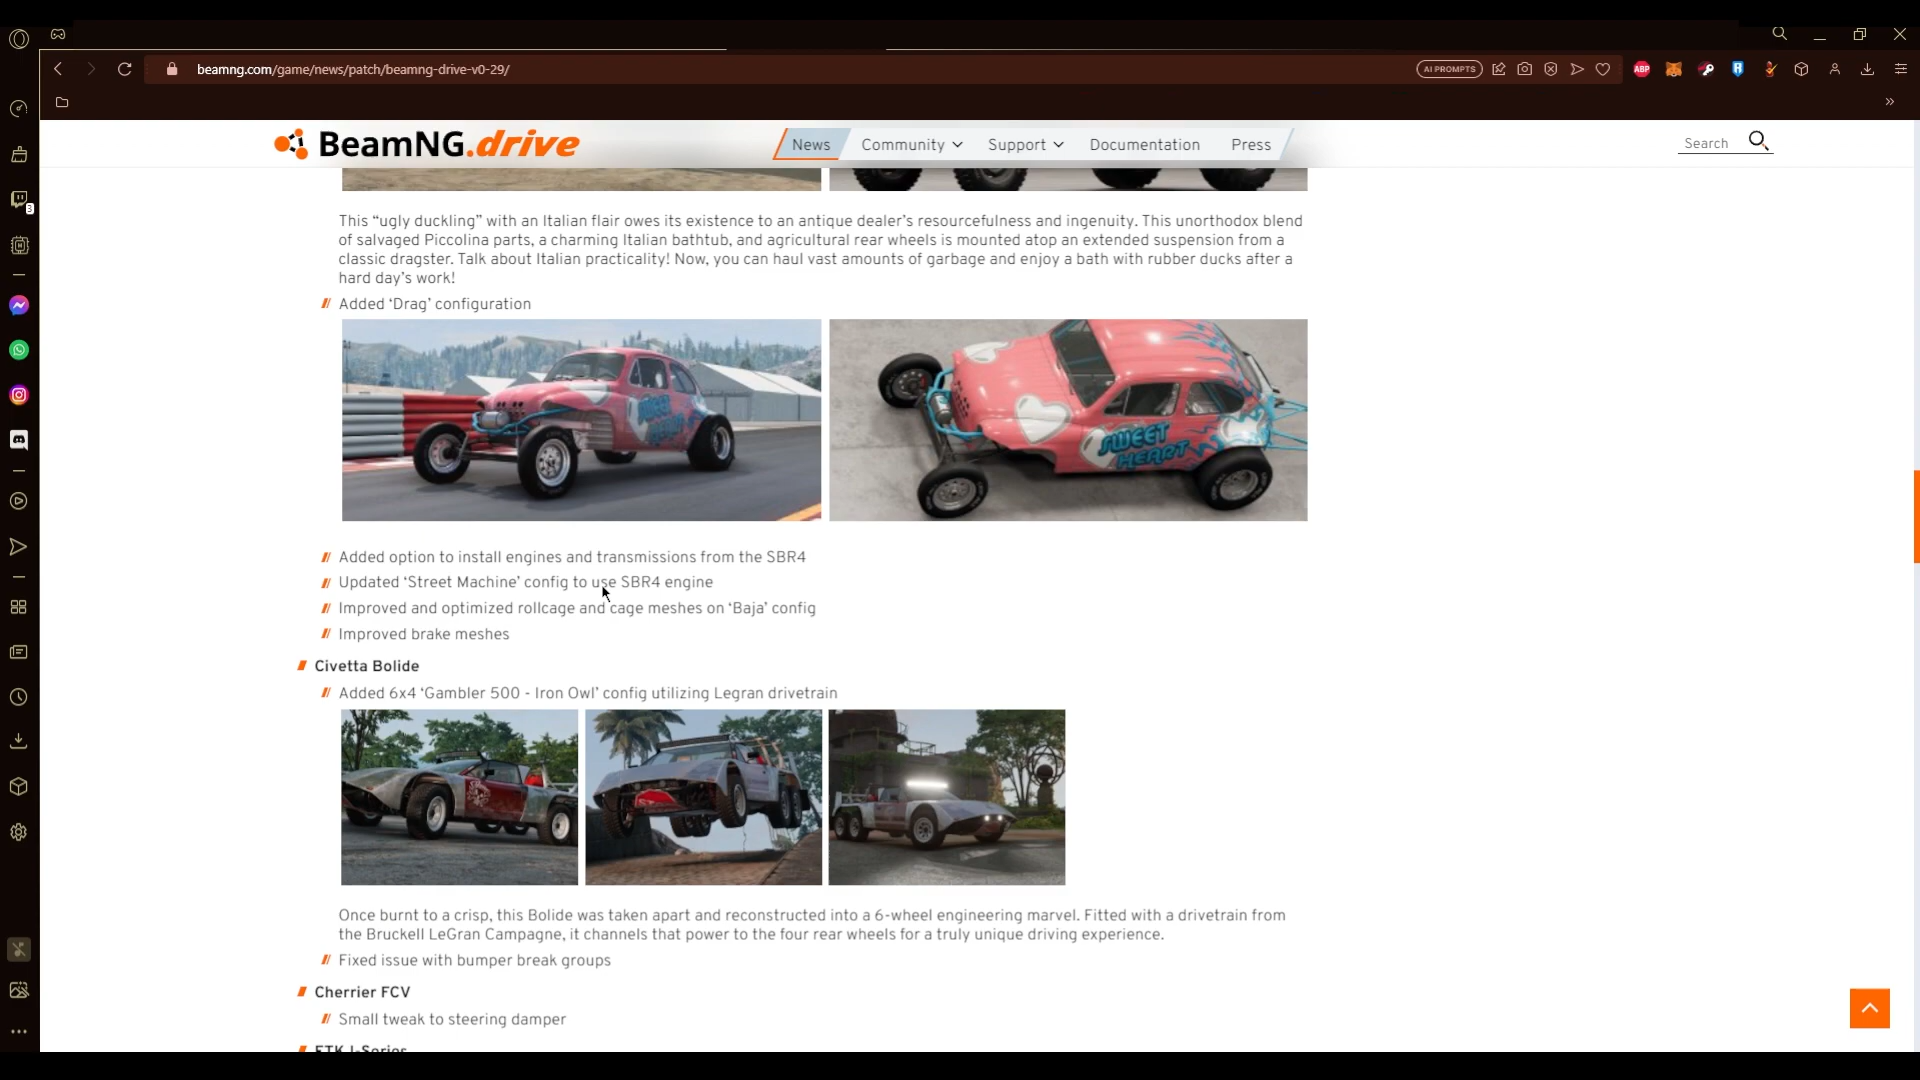 3
beamng.com/game/news/patch/beamng-drive-v0-29/
AI PROMPTS
ABP
BeamNG.drive
News
Community
Support
Documentation
Press
Search
This “ugly duckling” with an Italian flair owes its existence to an antique dealer’s resourcefulness and ingenuity. This unorthodox blend
of salvaged Piccolina parts, a charming Italian bathtub, and agricultural rear wheels is mounted atop an extended suspension from a
classic dragster. Talk about Italian practicality! Now, you can haul vast amounts of garbage and enjoy a bath with rubber ducks after a
hard day’s work!
Added ‘Drag’ configuration
SWEET
HEART
SWEET
HEART
Added option to install engines and transmissions from the SBR4
Updated ‘Street Machine’ config to use SBR4 engine
Improved and optimized rollcage and cage meshes on ‘Baja’ config
Improved brake meshes
Civetta Bolide
Added 6x4 ‘Gambler 500 - Iron Owl’ config utilizing Legran drivetrain
Once burnt to a crisp, this Bolide was taken apart and reconstructed into a 6-wheel engineering marvel. Fitted with a drivetrain from
the Bruckell LeGran Campagne, it channels that power to the four rear wheels for a truly unique driving experience.
Fixed issue with bumper break groups
Cherrier FCV
Small tweak to steering damper
ETK I-Series